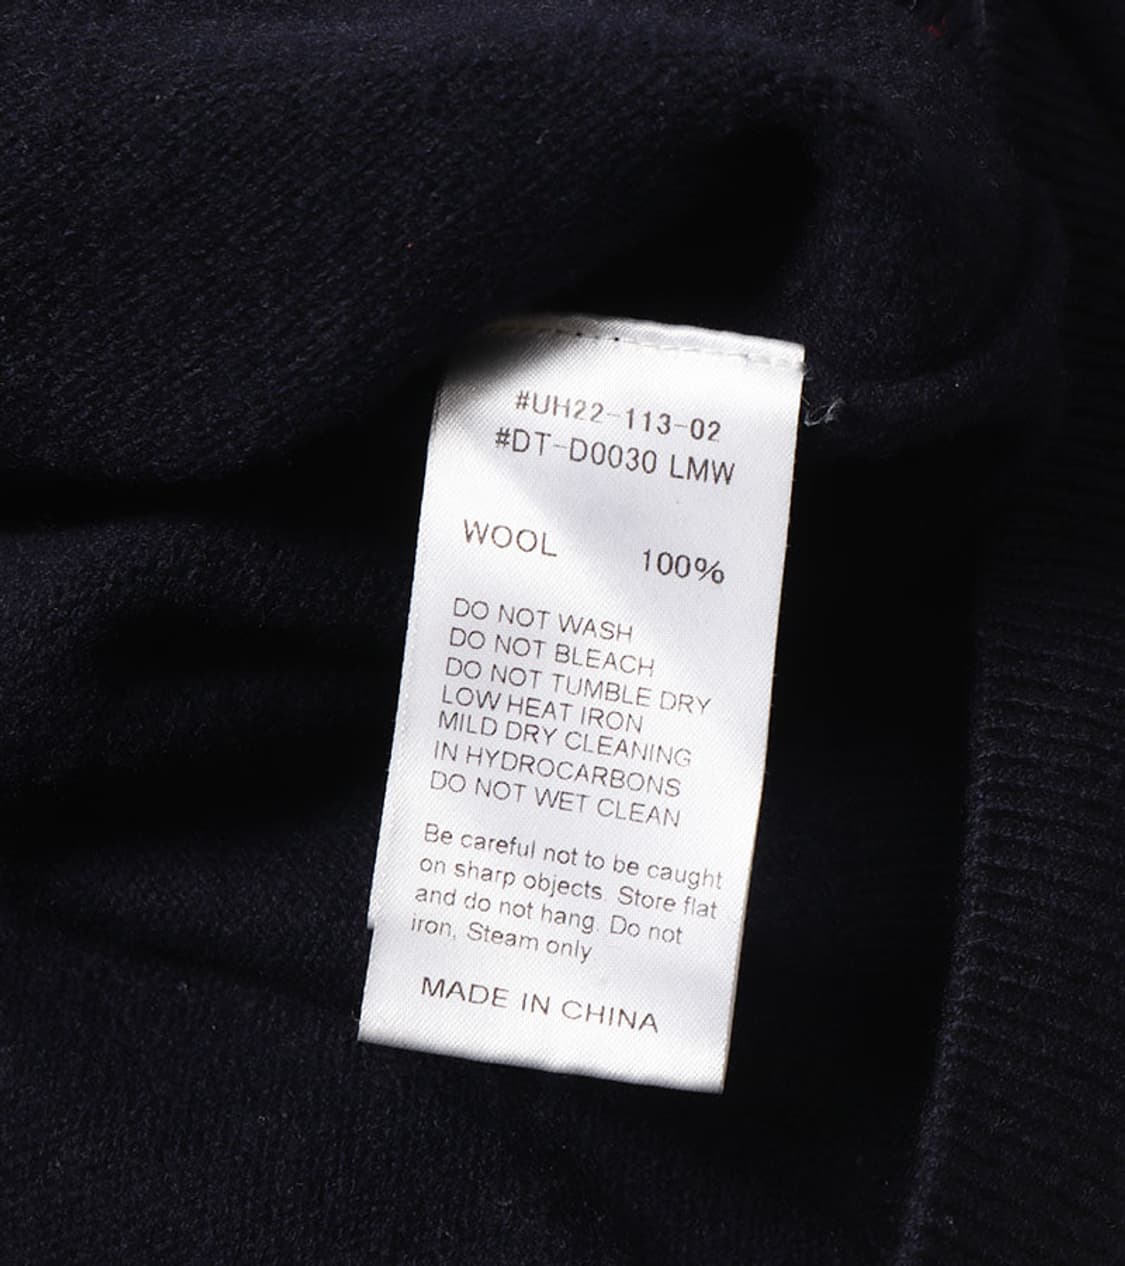 #UH22-113-02
#DT-D0030 LMW
WOOL 100%
DO NOT WASH
DO NOT BLEACH
DO NOT TUMBLE DRY
LOW HEAT IRON
MILD DRY CLEANING
IN HYDROCARBONS
DO NOT WET CLEAN
Be careful not to be caught
on sharp objects. Store flat
and do not hang. Do not
iron, Steam only
MADE IN CHINA